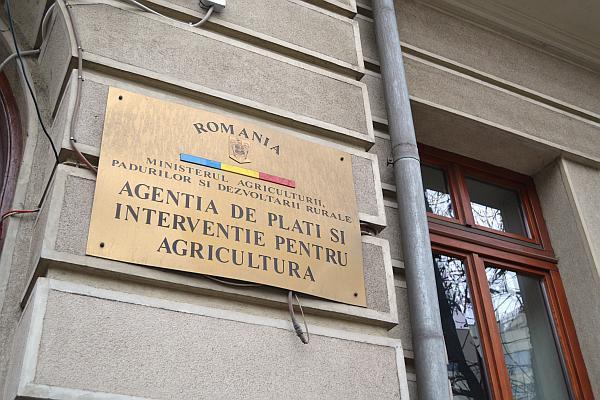 ROMANIA
MINISTERUL AGRICULTURII,
PADURILOR SI DEZVOLTARII RURALE
AGENTIA DE PLATI SI
INTERVENTIE PENTRU
AGRICULTURA